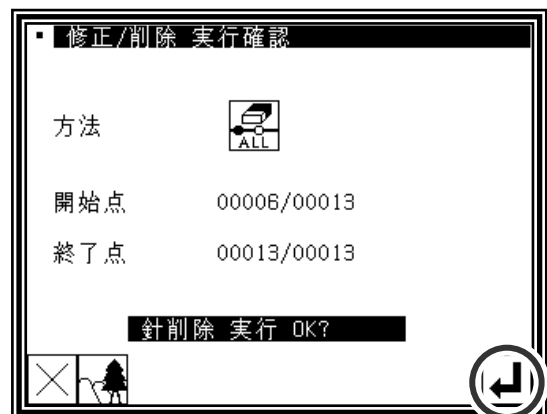 修正/削除 実行確認
方法
ALL
開始点 00006/00013
終了点 00013/00013
針削除 実行 OK?